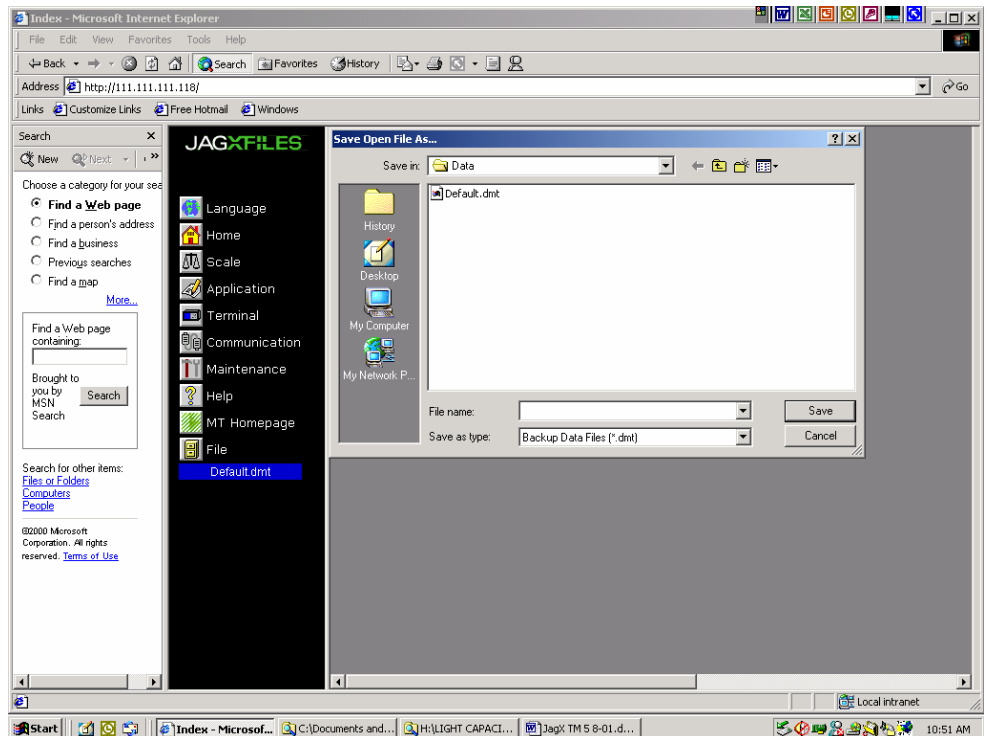 Index - Microsoft Internet Explorer
File Edit View Favorites Tools Help
Back Search Favorites History
Address http://111.111.111.118/ Go
Links Customize Links Free Hotmail Windows
Search
New Next
Choose a category for your sea
Find a Web page
Find a person's address
Find a business
Previous searches
Find a map
More...
Find a Web page
containing:
Brought to
you by
MSN
Search
Search
Search for other items:
Files or Folders
Computers
People
©2000 Microsoft
Corporation. All rights
reserved. Terms of Use
JAGXFILES
Language
Home
Scale
Application
Terminal
Communication
Maintenance
Help
MT Homepage
File
Default.dmt
Save Open File As...
Save in: Data
Default.dmt
History
Desktop
My Computer
My Network P...
File name: Save
Save as type: Backup Data Files (*.dmt) Cancel
Local intranet
Start Index - Microsof... C:\Documents and... H:\LIGHT CAPACI... JagX TM 5 8-01.d... 10:51 AM